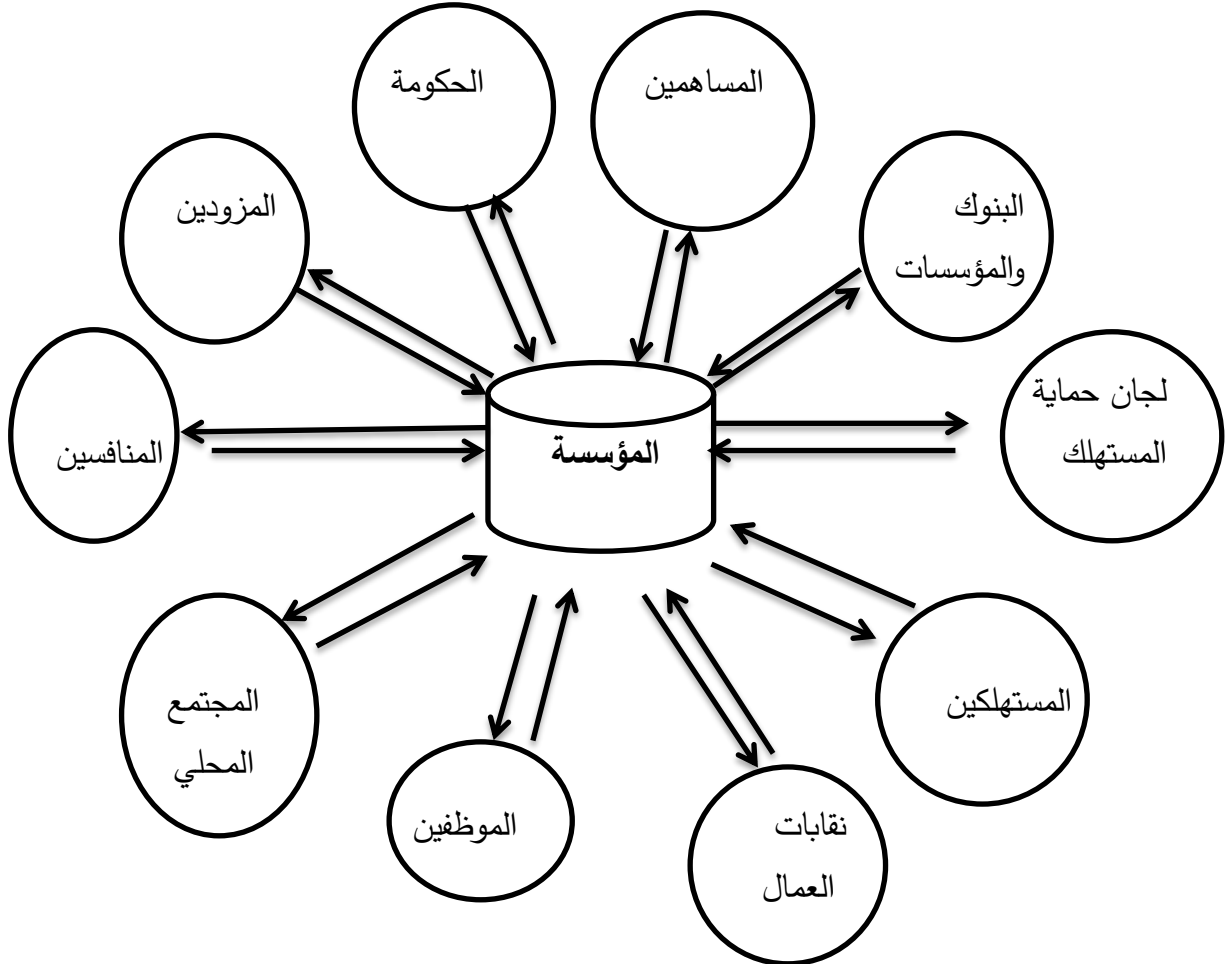 الحكومة
المساهمين
المزودين
البنوك
والمؤسسات
لجان حماية
المستهلك
المنافسين
المؤسسة
المستهلكين
المجتمع
المحلي
الموظفين
نقابات
العمال